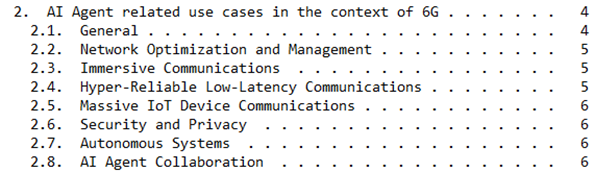 2. AI Agent related use cases in the context of 6G . . . . . . . 4
2.1. General . . . . . . . . . . . . . . . . . . . . . . . . . 4
2.2. Network Optimization and Management . . . . . . . . . . . 5
2.3. Immersive Communications . . . . . . . . . . . . . . . . 5
2.4. Hyper-Reliable Low-Latency Communications . . . . . . . . 5
2.5. Massive IoT Device Communications . . . . . . . . . . . . 6
2.6. Security and Privacy . . . . . . . . . . . . . . . . . . 6
2.7. Autonomous Systems . . . . . . . . . . . . . . . . . . . 6
2.8. AI Agent Collaboration . . . . . . . . . . . . . . . . . 6